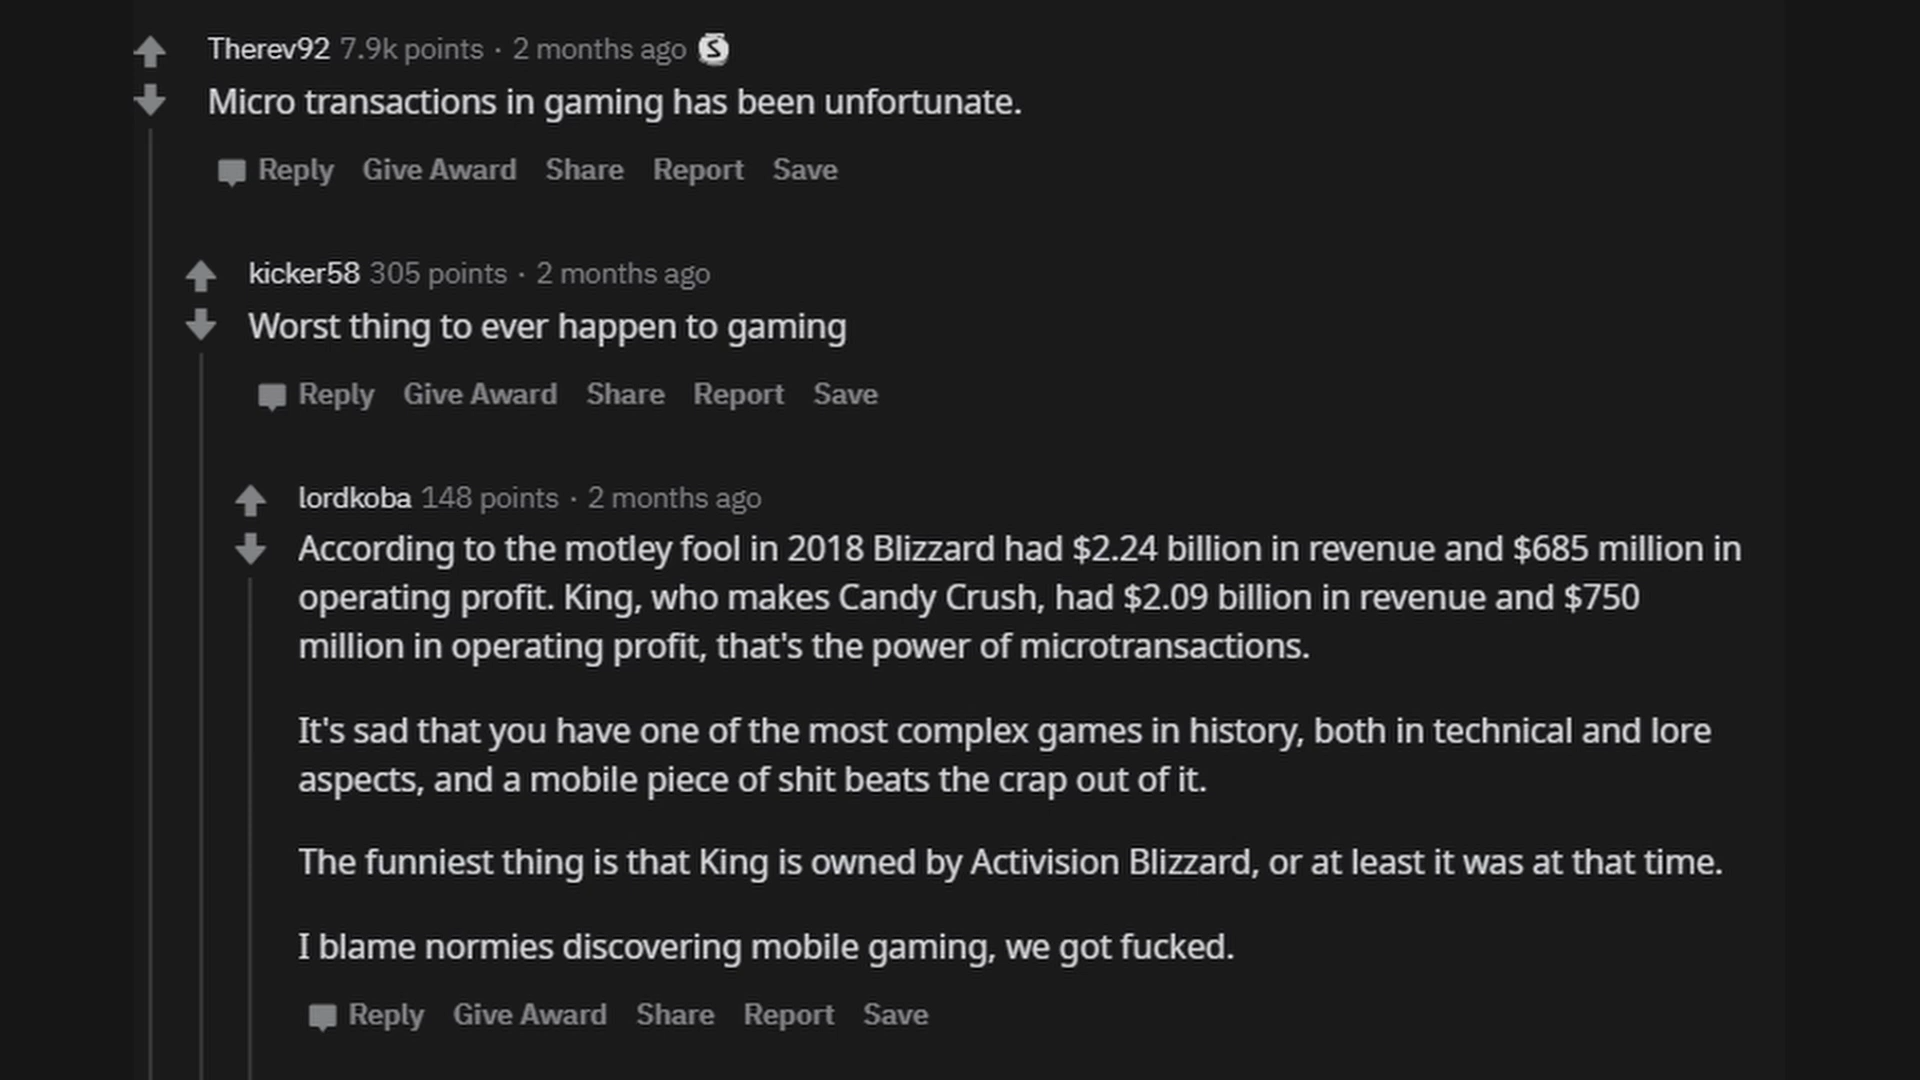 Therev92 7.9k points · 2 months ago S
Micro transactions in gaming has been unfortunate.
Reply Give Award Share Report Save
kicker58 305 points · 2 months ago
Worst thing to ever happen to gaming
Reply Give Award Share Report Save
lordkoba 148 points · 2 months ago
According to the motley fool in 2018 Blizzard had $2.24 billion in revenue and $685 million in
operating profit. King, who makes Candy Crush, had $2.09 billion in revenue and $750
million in operating profit, that's the power of microtransactions.
It's sad that you have one of the most complex games in history, both in technical and lore
aspects, and a mobile piece of shit beats the crap out of it.
The funniest thing is that King is owned by Activision Blizzard, or at least it was at that time.
I blame normies discovering mobile gaming, we got fucked.
Reply Give Award Share Report Save